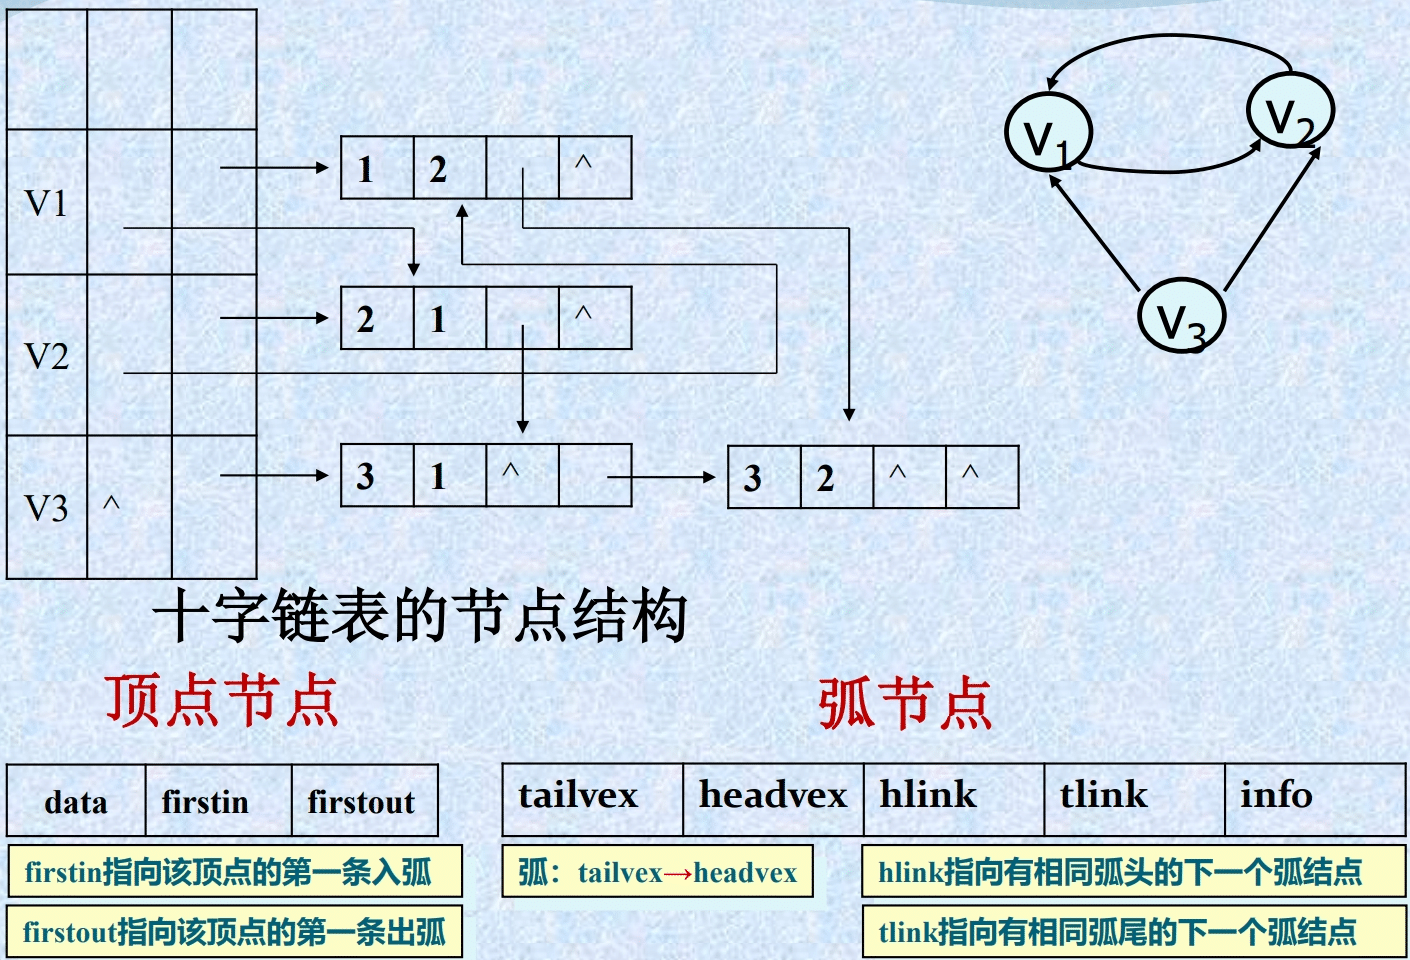 V1
1 2 ^
V2
2 1 ^
V3 ^
3 1 ^
3 2 ^ ^
V1
V2
V3
十字链表的节点结构
顶点节点
弧节点
data firstin firstout
tailvex headvex hlink tlink info
firstin指向该顶点的第一条入弧
弧：tailvex→headvex
hlink指向有相同弧头的下一个弧结点
firstout指向该顶点的第一条出弧
tlink指向有相同弧尾的下一个弧结点